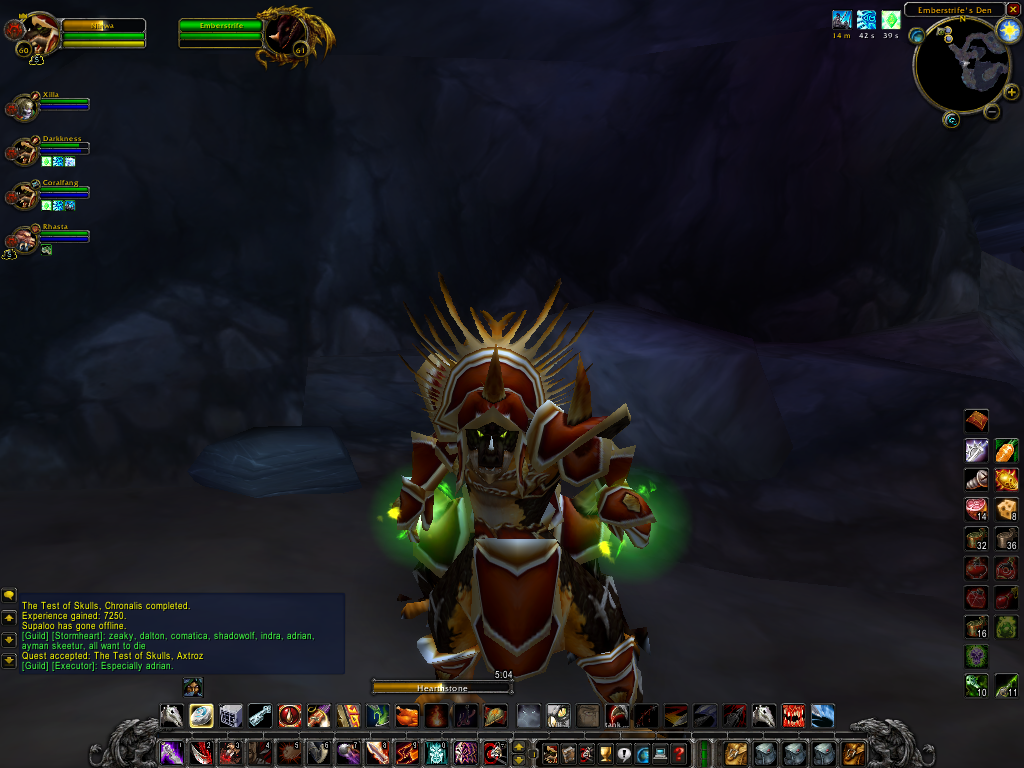 Emberstrife
61
60
Xilla
Darkkness
Coralfang
Rhasta
14 m
42 s
39 s
Emberstrife's Den
N
14
8
32
36
16
10
11
The Test of Skulls, Chronalis completed.
Experience gained: 7250.
Supaloo has gone offline.
[Guild] [Stormheart]: zeaky, dalton, comatica, shadowolf, indra, adrian,
ayman skeetur, all want to die
Quest accepted: The Test of Skulls, Axtroz
[Guild] [Executor]: Especially adrian.
5:04
Hearthstone
tank